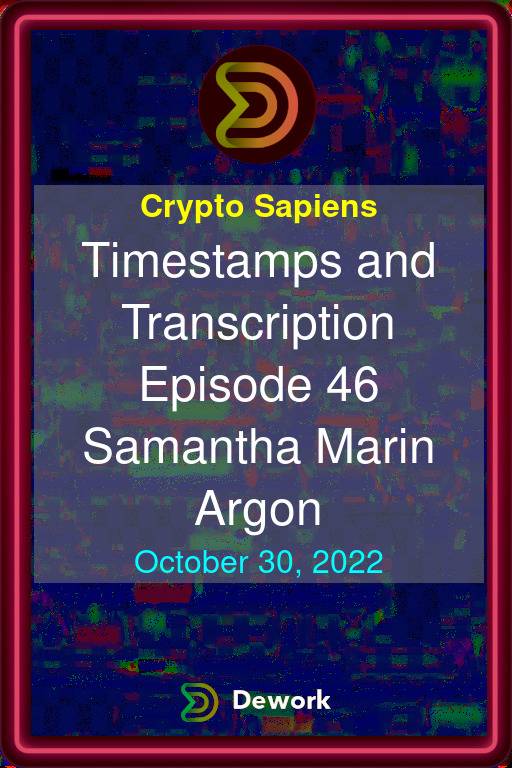 Crypto Sapiens
Timestamps and
Transcription
Episode 46
Samantha Marin
Argon
October 30, 2022
Dework